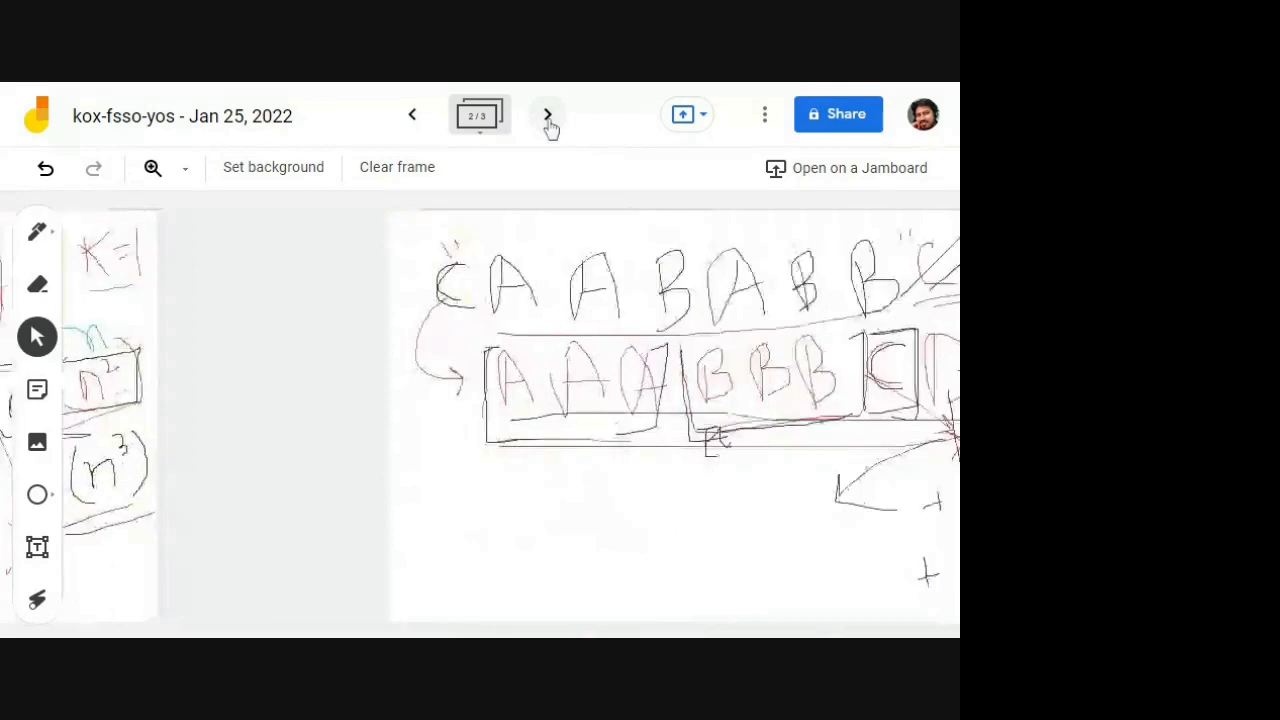 kox-fsso-yos - Jan 25, 2022
2 / 3
Share
Set background
Clear frame
Open on a Jamboard
K=1
n
n²
(n³)
"C A A B A B B "C
A A A B B B C
+
+